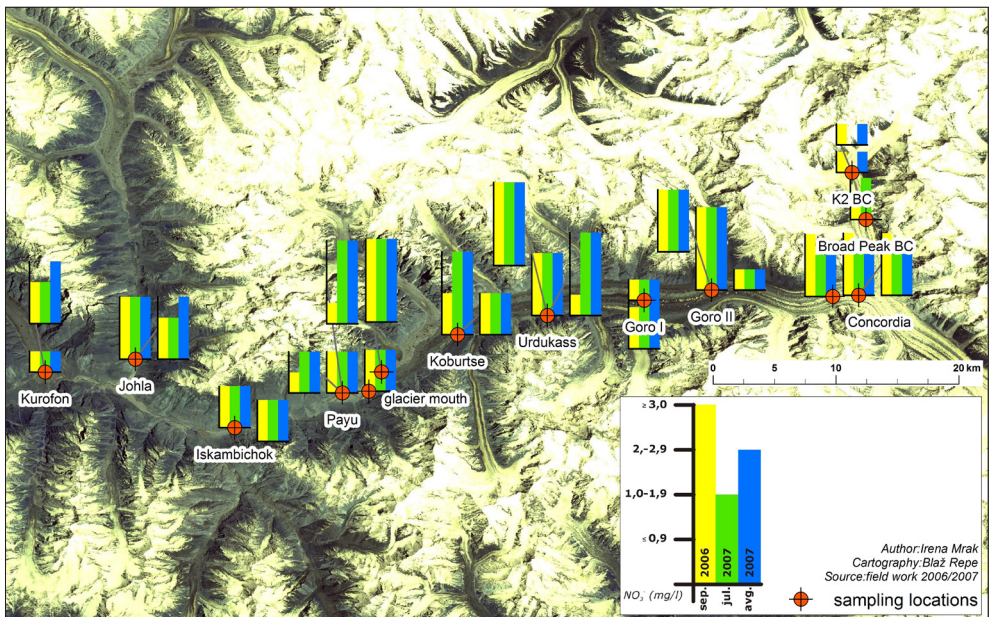 K2 BC
Broad Peak BC
Goro I
Goro II
Concordia
Urdukass
Koburtse
glacier mouth
Payu
Kurofon
Johla
Iskambichok
0 5 10 20 km
≥ 3,0
2,-2,9
1,0-1,9
≤ 0,9
NO₃⁻ (mg/l)
sep. 2006
jul. 2007
avg. 2007
Author:Irena Mrak
Cartography:Blaž Repe
Source:field work 2006/2007
sampling locations